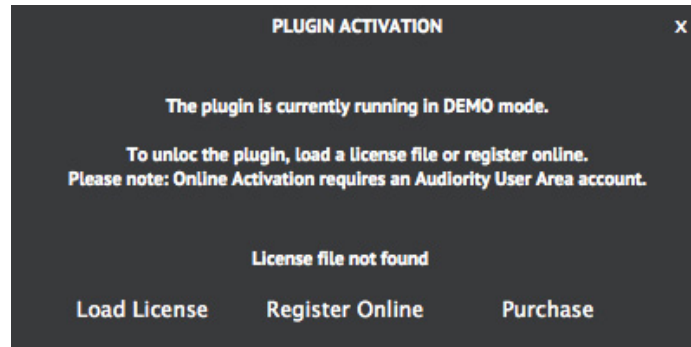 PLUGIN ACTIVATION x
The plugin is currently running in DEMO mode.
To unloc the plugin, load a license file or register online.
Please note: Online Activation requires an Audiority User Area account.
License file not found
Load License Register Online Purchase